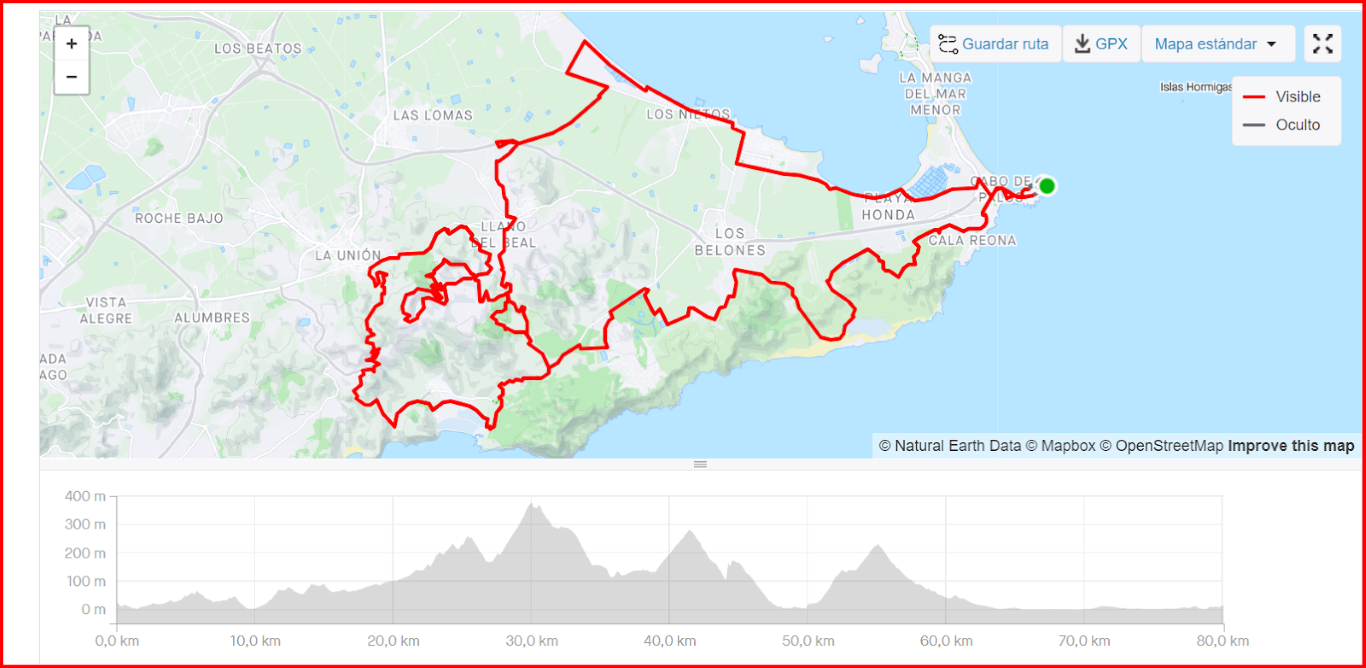 LA
LOS BEATOS
+
−
Guardar ruta
GPX
Mapa estándar
LA MANGA
DEL MAR
MENOR
Islas Hormigas
Visible
Oculto
LAS LOMAS
LOS NIETOS
CABO DE
PALOS
ROCHE BAJO
PLAYA
HONDA
LLANO
DEL BEAL
LOS
BELONES
CALA REONA
LA UNIÓN
VISTA
ALEGRE
ALUMBRES
© Natural Earth Data © Mapbox © OpenStreetMap Improve this map
400 m
300 m
200 m
100 m
0 m
0,0 km 10,0 km 20,0 km 30,0 km 40,0 km 50,0 km 60,0 km 70,0 km 80,0 km